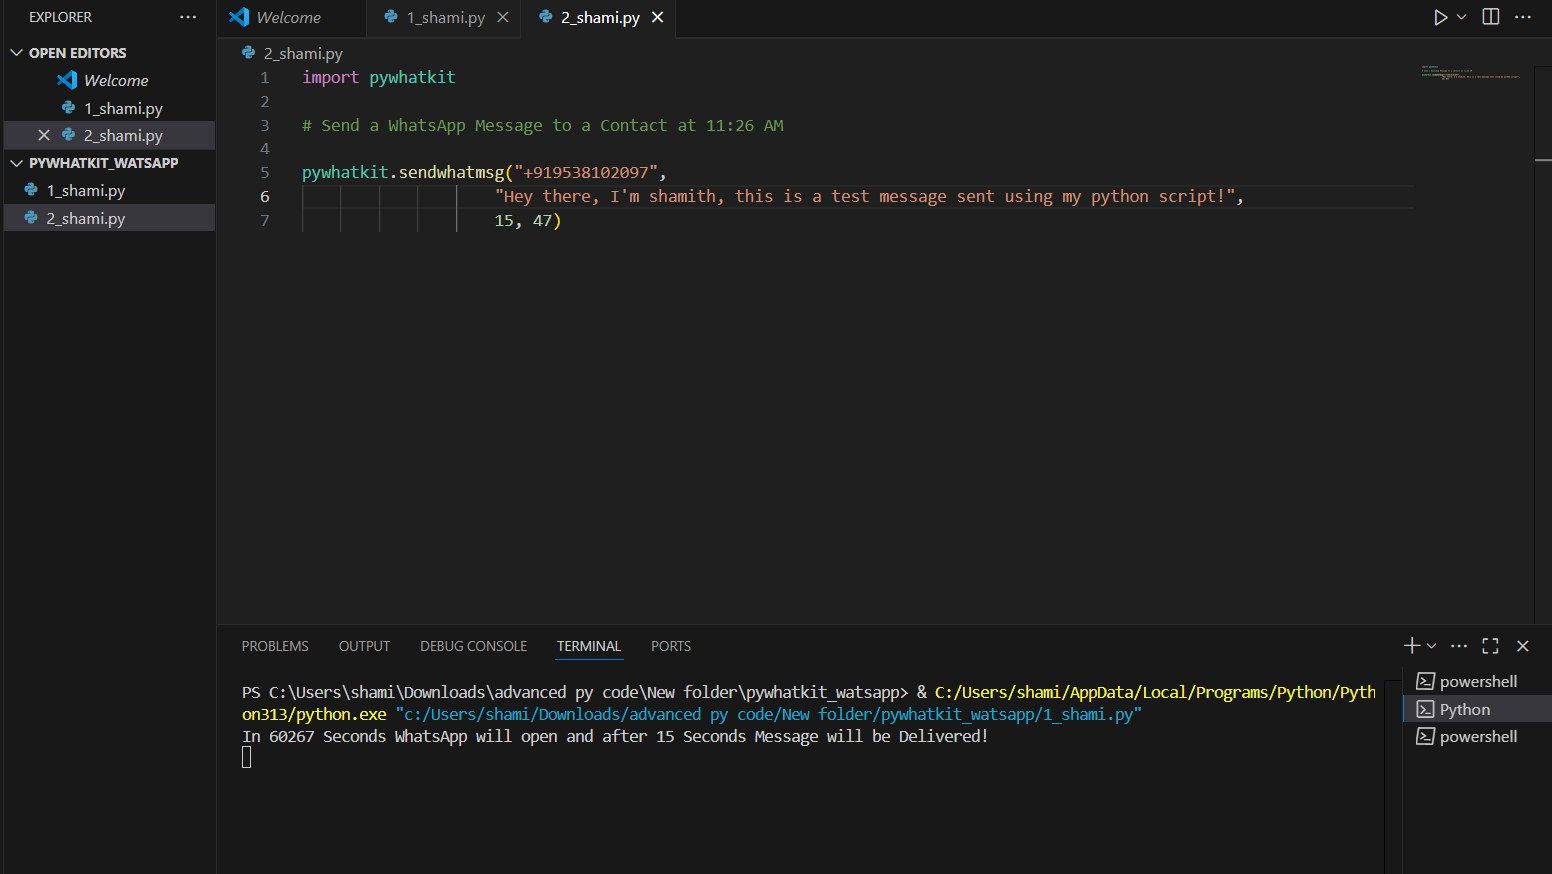 EXPLORER
Welcome
1_shami.py
2_shami.py
OPEN EDITORS
Welcome
1_shami.py
2_shami.py
PYWHATKIT_WATSAPP
1_shami.py
2_shami.py
2_shami.py
1 import pywhatkit
2
3 # Send a WhatsApp Message to a Contact at 11:26 AM
4
5 pywhatkit.sendwhatmsg("+919538102097",
6 "Hey there, I'm shamith, this is a test message sent using my python script!",
7 15, 47)
PROBLEMS OUTPUT DEBUG CONSOLE TERMINAL PORTS
PS C:\Users\shami\Downloads\advanced py code\New folder\pywhatkit_watsapp> & C:/Users/shami/AppData/Local/Programs/Python/Pyth
on313/python.exe "c:/Users/shami/Downloads/advanced py code/New folder/pywhatkit_watsapp/1_shami.py"
In 60267 Seconds WhatsApp will open and after 15 Seconds Message will be Delivered!
powershell
Python
powershell